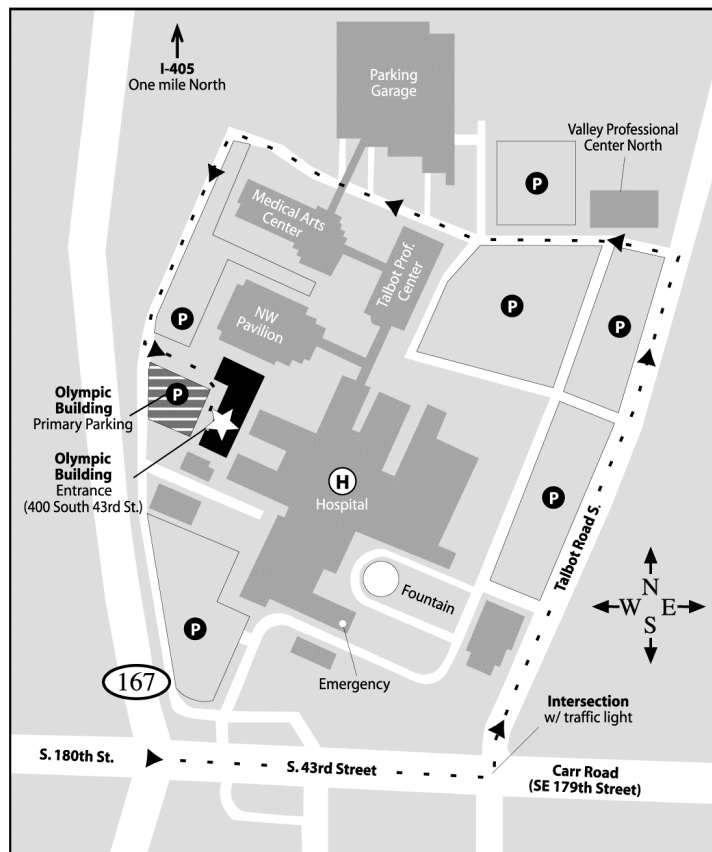 I-405
One mile North
Parking
Garage
Valley Professional
Center North
P
Medical Arts
Center
Talbot Prof.
Center
P
P
P
NW
Pavilion
Olympic
Building
Primary Parking
P
Olympic
Building
Entrance
(400 South 43rd St.)
H
Hospital
P
Talbot Road S.
Fountain
N
W E
S
P
Emergency
167
Intersection
w/ traffic light
S. 180th St.
S. 43rd Street
Carr Road
(SE 179th Street)